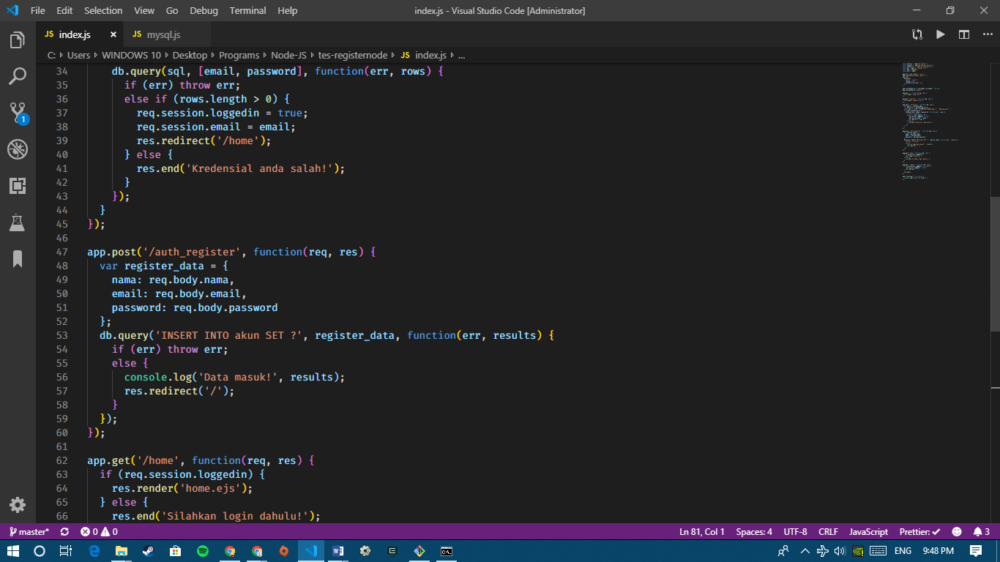 File Edit Selection View Go Debug Terminal Help index.js - Visual Studio Code [Administrator]
JS index.js × JS mysql.js
C: › Users › WINDOWS 10 › Desktop › Programs › Node-JS › tes-registernode › JS index.js › ...
34 db.query(sql, [email, password], function(err, rows) {
35 if (err) throw err;
36 else if (rows.length > 0) {
37 req.session.loggedin = true;
38 req.session.email = email;
39 res.redirect('/home');
40 } else {
41 res.end('Kredensial anda salah!');
42 }
43 });
44 }
45 });
46
47 app.post('/auth_register', function(req, res) {
48 var register_data = {
49 nama: req.body.nama,
50 email: req.body.email,
51 password: req.body.password
52 };
53 db.query('INSERT INTO akun SET ?', register_data, function(err, results) {
54 if (err) throw err;
55 else {
56 console.log('Data masuk!', results);
57 res.redirect('/');
58 }
59 });
60 });
61
62 app.get('/home', function(req, res) {
63 if (req.session.loggedin) {
64 res.render('home.ejs');
65 } else {
66 res.end('Silahkan login dahulu!');
1
master* 0 0 Ln 81, Col 1 Spaces: 4 UTF-8 CRLF JavaScript Prettier: ✓ 3
ENG 9:48 PM